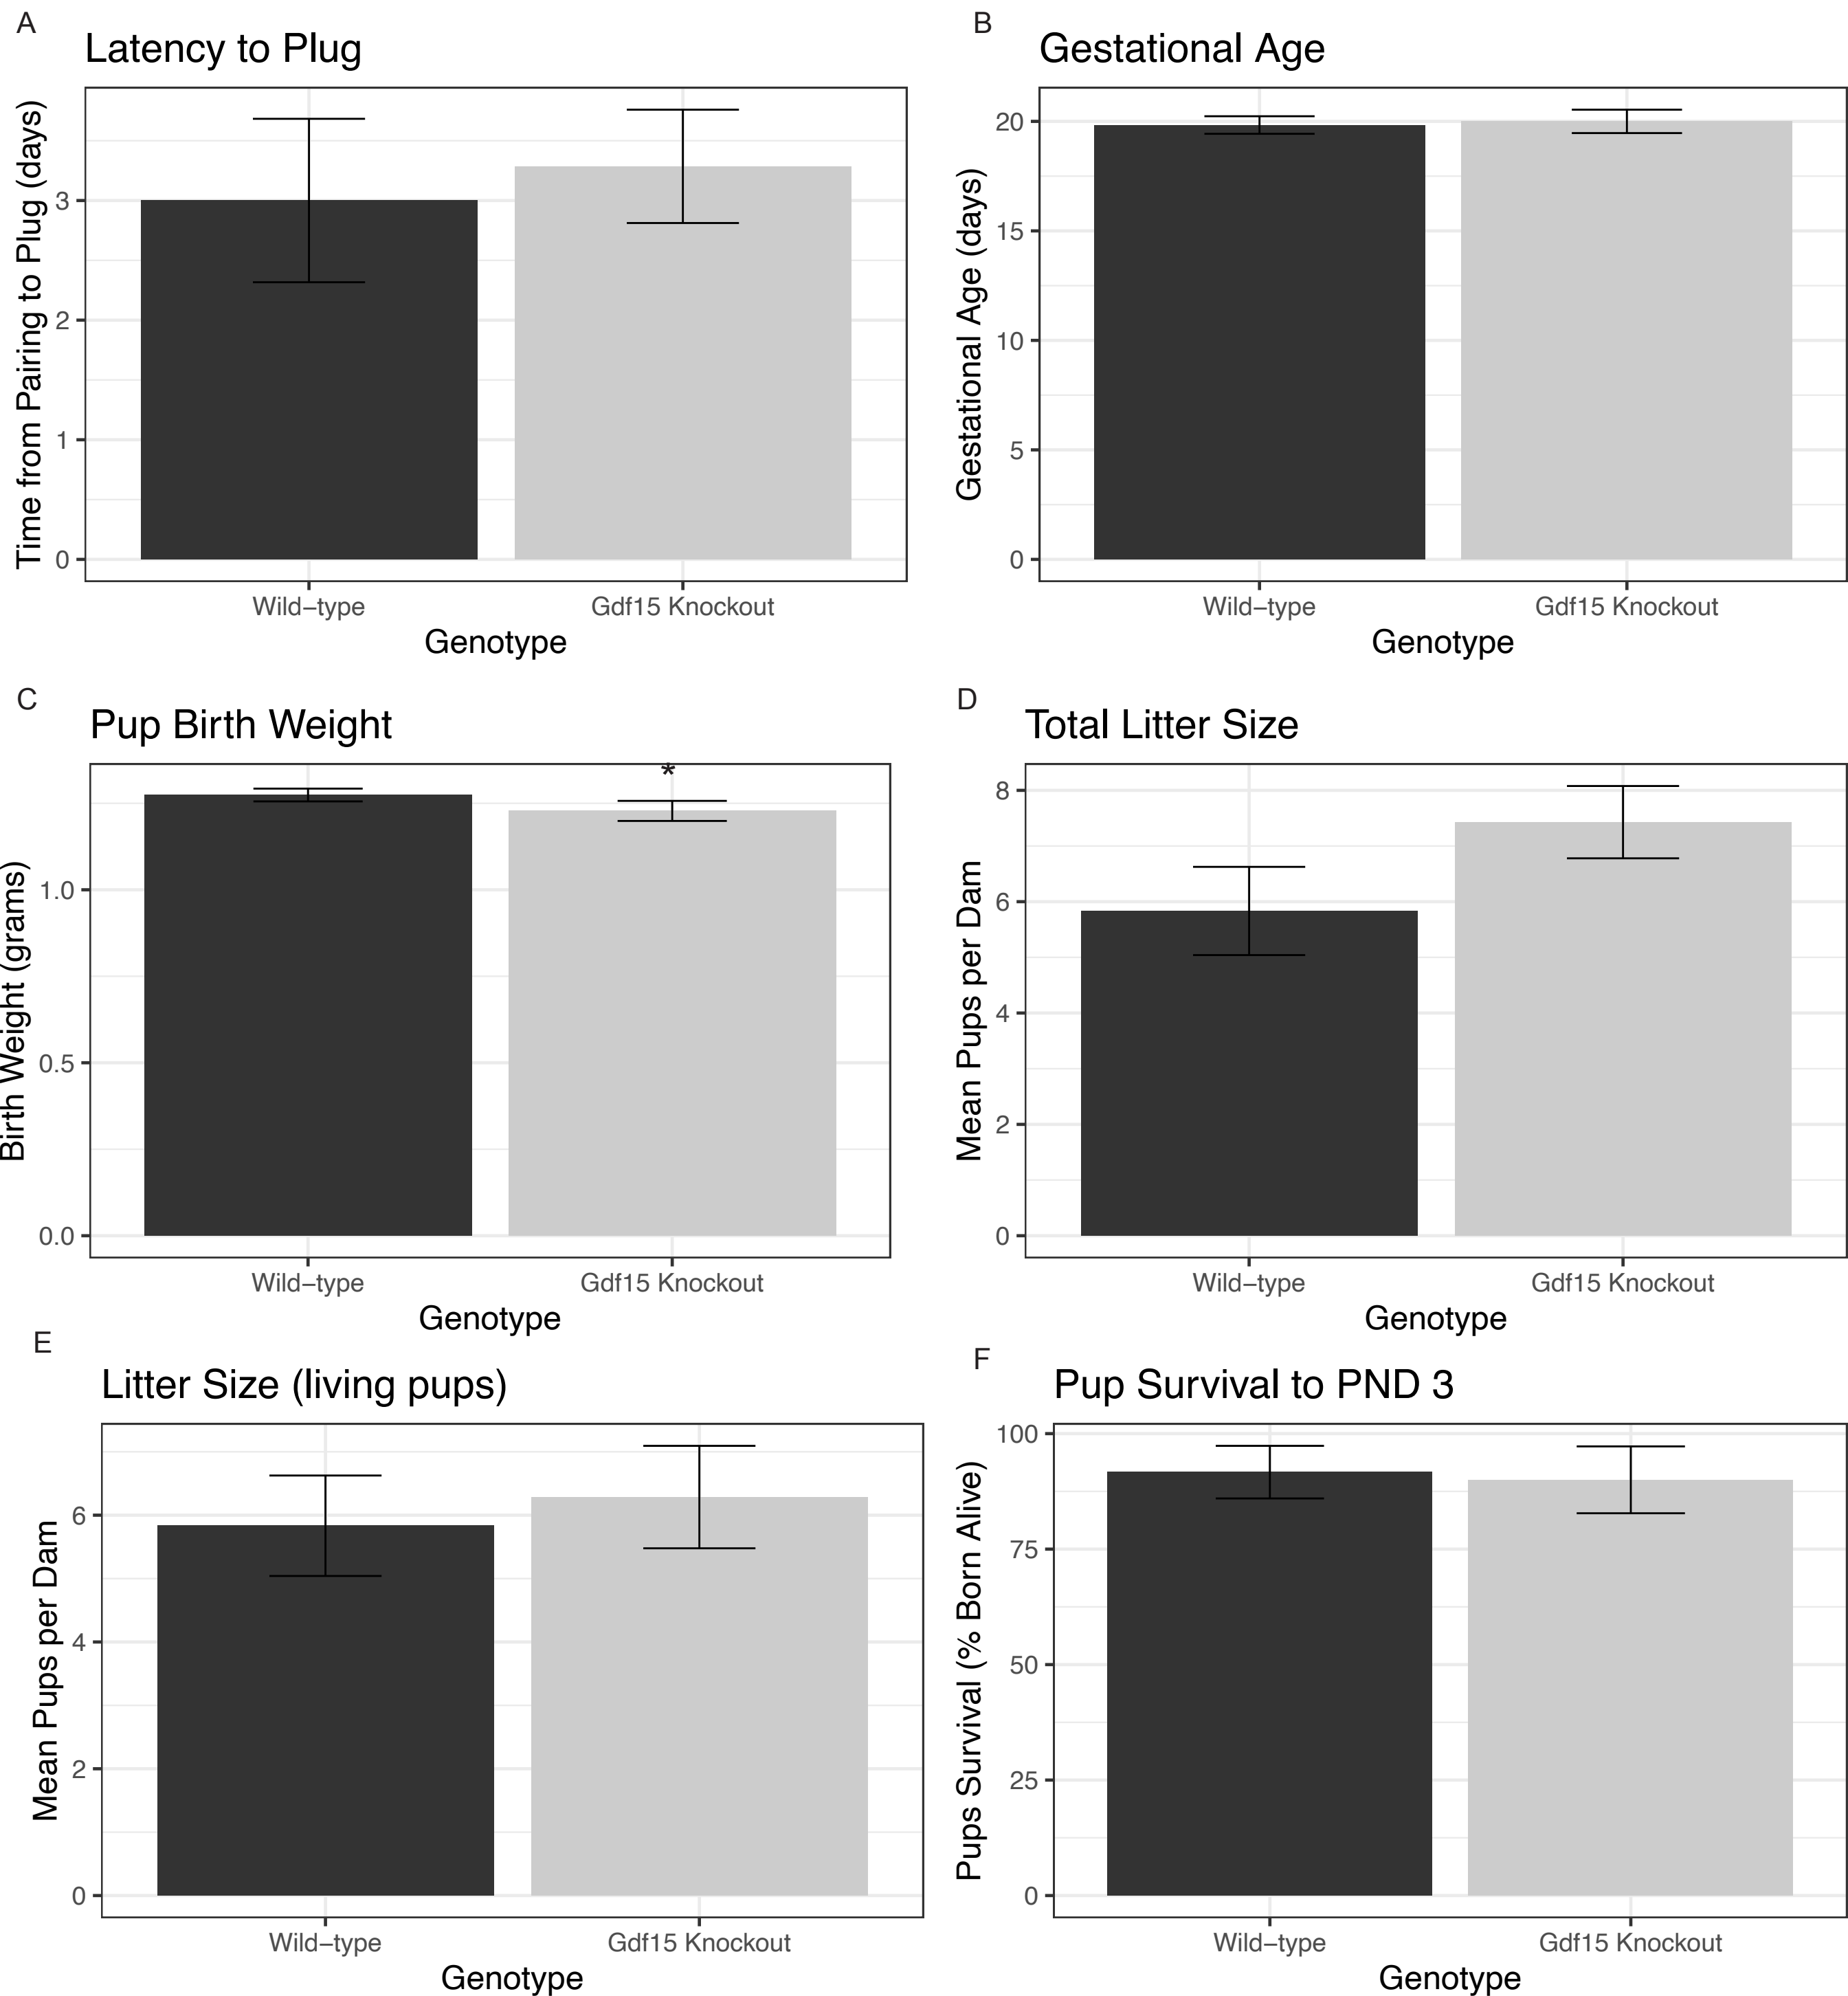 A
Latency to Plug
Time from Pairing to Plug (days)
3
2
1
0
Wild−type
Gdf15 Knockout
Genotype
B
Gestational Age
Gestational Age (days)
20
15
10
5
0
Wild−type
Gdf15 Knockout
Genotype
C
Pup Birth Weight
*
Birth Weight (grams)
1.0
0.5
0.0
Wild−type
Gdf15 Knockout
Genotype
D
Total Litter Size
Mean Pups per Dam
8
6
4
2
0
Wild−type
Gdf15 Knockout
Genotype
E
Litter Size (living pups)
Mean Pups per Dam
6
4
2
0
Wild−type
Gdf15 Knockout
Genotype
F
Pup Survival to PND 3
Pups Survival (% Born Alive)
100
75
50
25
0
Wild−type
Gdf15 Knockout
Genotype